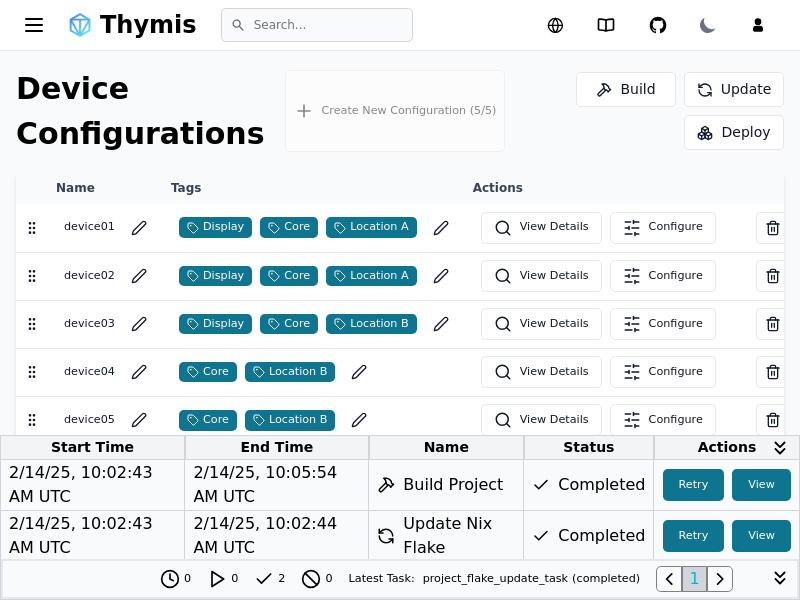 Thymis
Search...
Device
Configurations
Create New Configuration (5/5)
Build
Update
Deploy
Name Tags Actions
device01 Display Core Location A View Details Configure
device02 Display Core Location A View Details Configure
device03 Display Core Location B View Details Configure
device04 Core Location B View Details Configure
device05 Core Location B View Details Configure
Start Time End Time Name Status Actions
2/14/25, 10:02:43 2/14/25, 10:05:54
AM UTC AM UTC Build Project Completed Retry View
2/14/25, 10:02:43 2/14/25, 10:02:44 Update Nix
AM UTC AM UTC Flake Completed Retry View
0 0 2 0 Latest Task: project_flake_update_task (completed) 1